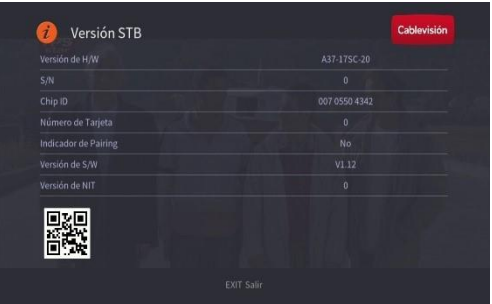 Versión STB
Cablevisión
Versión de H/W A37-17SC-20
S/N 0
Chip ID 007 0550 4342
Número de Tarjeta 0
Indicador de Pairing No
Versión de S/W V1.12
Versión de NIT 0
EXIT Salir